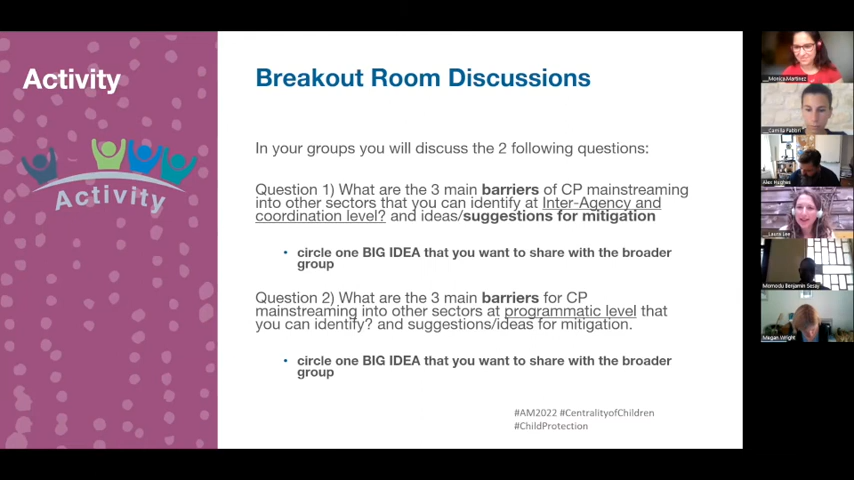 Activity
Activity
Breakout Room Discussions
In your groups you will discuss the 2 following questions:
Question 1) What are the 3 main barriers of CP mainstreaming
into other sectors that you can identify at Inter-Agency and
coordination level? and ideas/suggestions for mitigation
• circle one BIG IDEA that you want to share with the broader
group
Question 2) What are the 3 main barriers for CP
mainstreaming into other sectors at programmatic level that
you can identify? and suggestions/ideas for mitigation.
• circle one BIG IDEA that you want to share with the broader
group
#AM2022 #CentralityofChildren
#ChildProtection
Monica Martinez
Camilla Fabbri
Laura Lee
Momodu Benjamin Sesay
Megan Wright